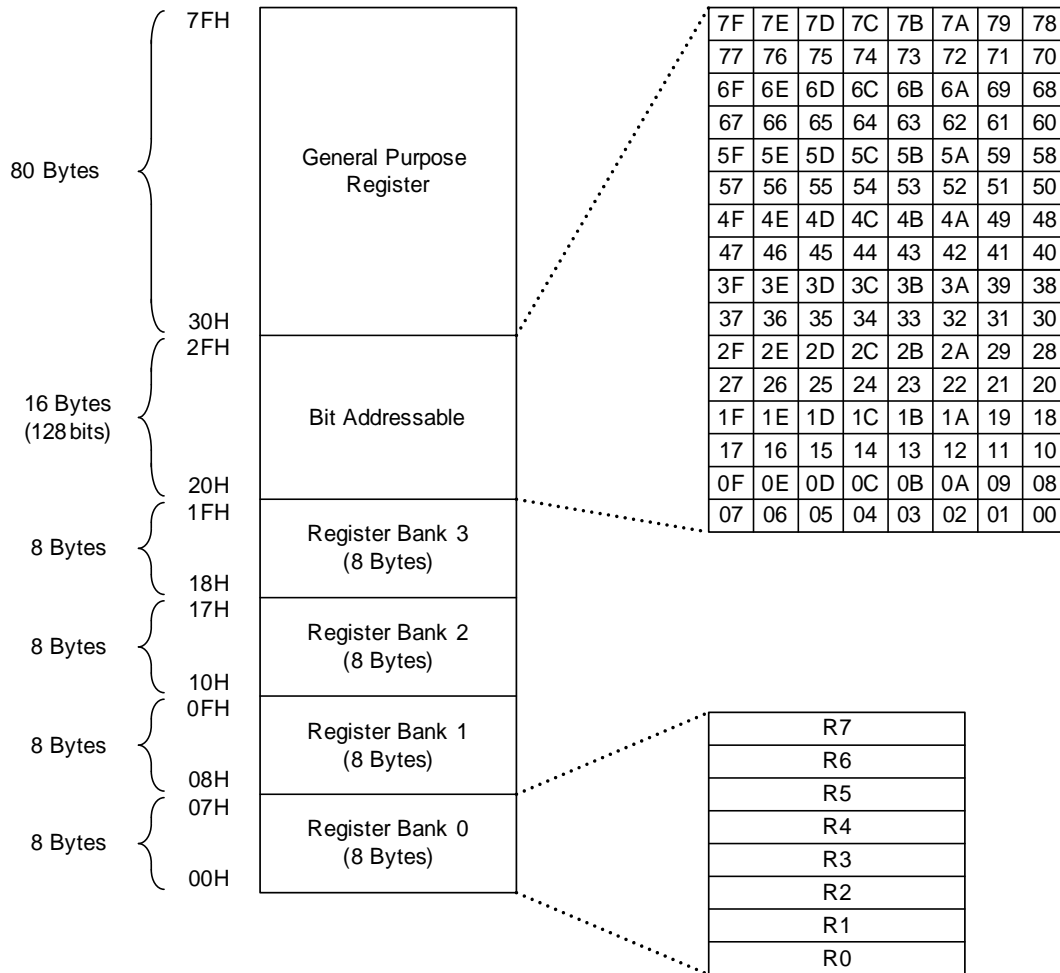 7FH
80 Bytes
General Purpose
Register
30H
2FH
16 Bytes
(128 bits)
Bit Addressable
20H
1FH
8 Bytes
Register Bank 3
(8 Bytes)
18H
17H
8 Bytes
Register Bank 2
(8 Bytes)
10H
0FH
8 Bytes
Register Bank 1
(8 Bytes)
08H
07H
8 Bytes
Register Bank 0
(8 Bytes)
00H
7F 7E 7D 7C 7B 7A 79 78
77 76 75 74 73 72 71 70
6F 6E 6D 6C 6B 6A 69 68
67 66 65 64 63 62 61 60
5F 5E 5D 5C 5B 5A 59 58
57 56 55 54 53 52 51 50
4F 4E 4D 4C 4B 4A 49 48
47 46 45 44 43 42 41 40
3F 3E 3D 3C 3B 3A 39 38
37 36 35 34 33 32 31 30
2F 2E 2D 2C 2B 2A 29 28
27 26 25 24 23 22 21 20
1F 1E 1D 1C 1B 1A 19 18
17 16 15 14 13 12 11 10
0F 0E 0D 0C 0B 0A 09 08
07 06 05 04 03 02 01 00
R7
R6
R5
R4
R3
R2
R1
R0